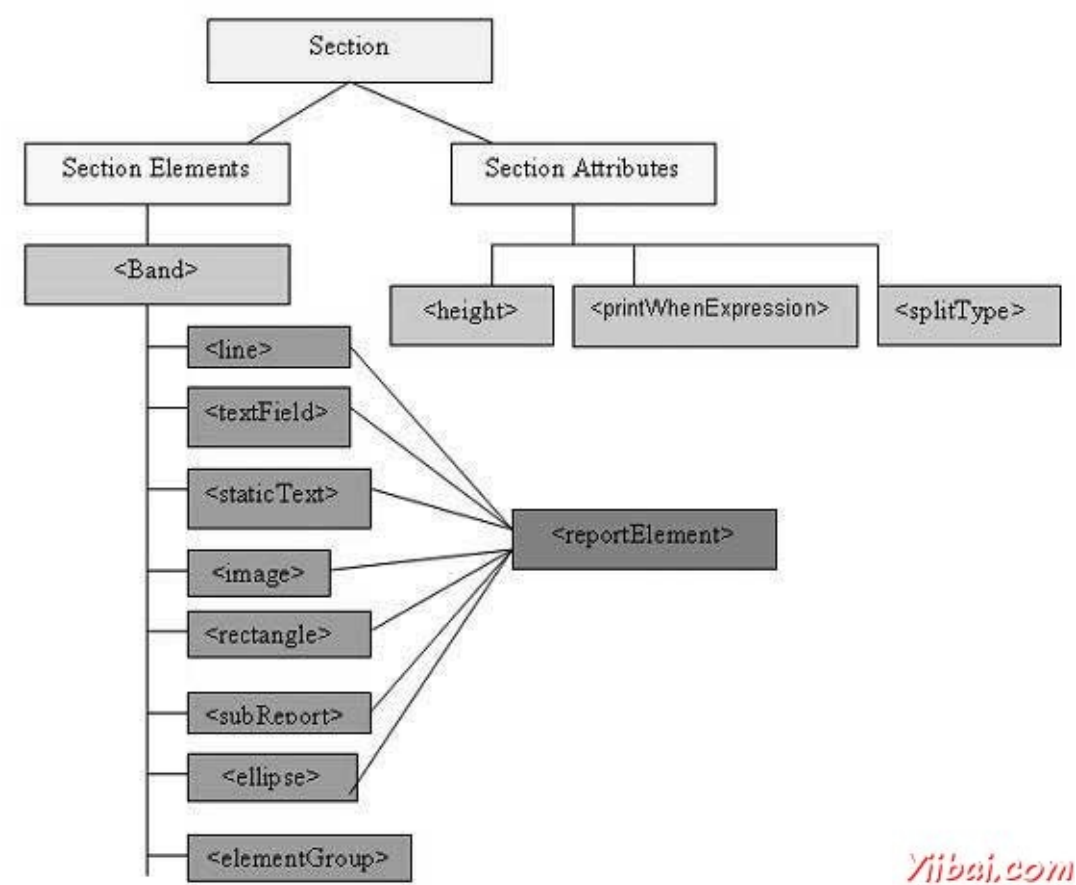 Section
Section Elements
Section Attributes
<Band>
<height>
<printWhenExpression>
<splitType>
<line>
<textField>
<staticText>
<image>
<rectangle>
<subReport>
<ellipse>
<elementGroup>
<reportElement>
Yiibai.com